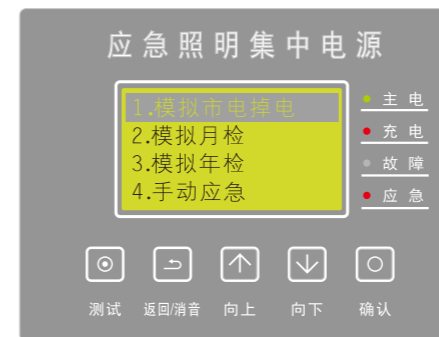 应急照明集中电源
1.模拟市电掉电
2.模拟月检
3.模拟年检
4.手动应急
主电
充电
故障
应急
测试 返回/消音 向上 向下 确认